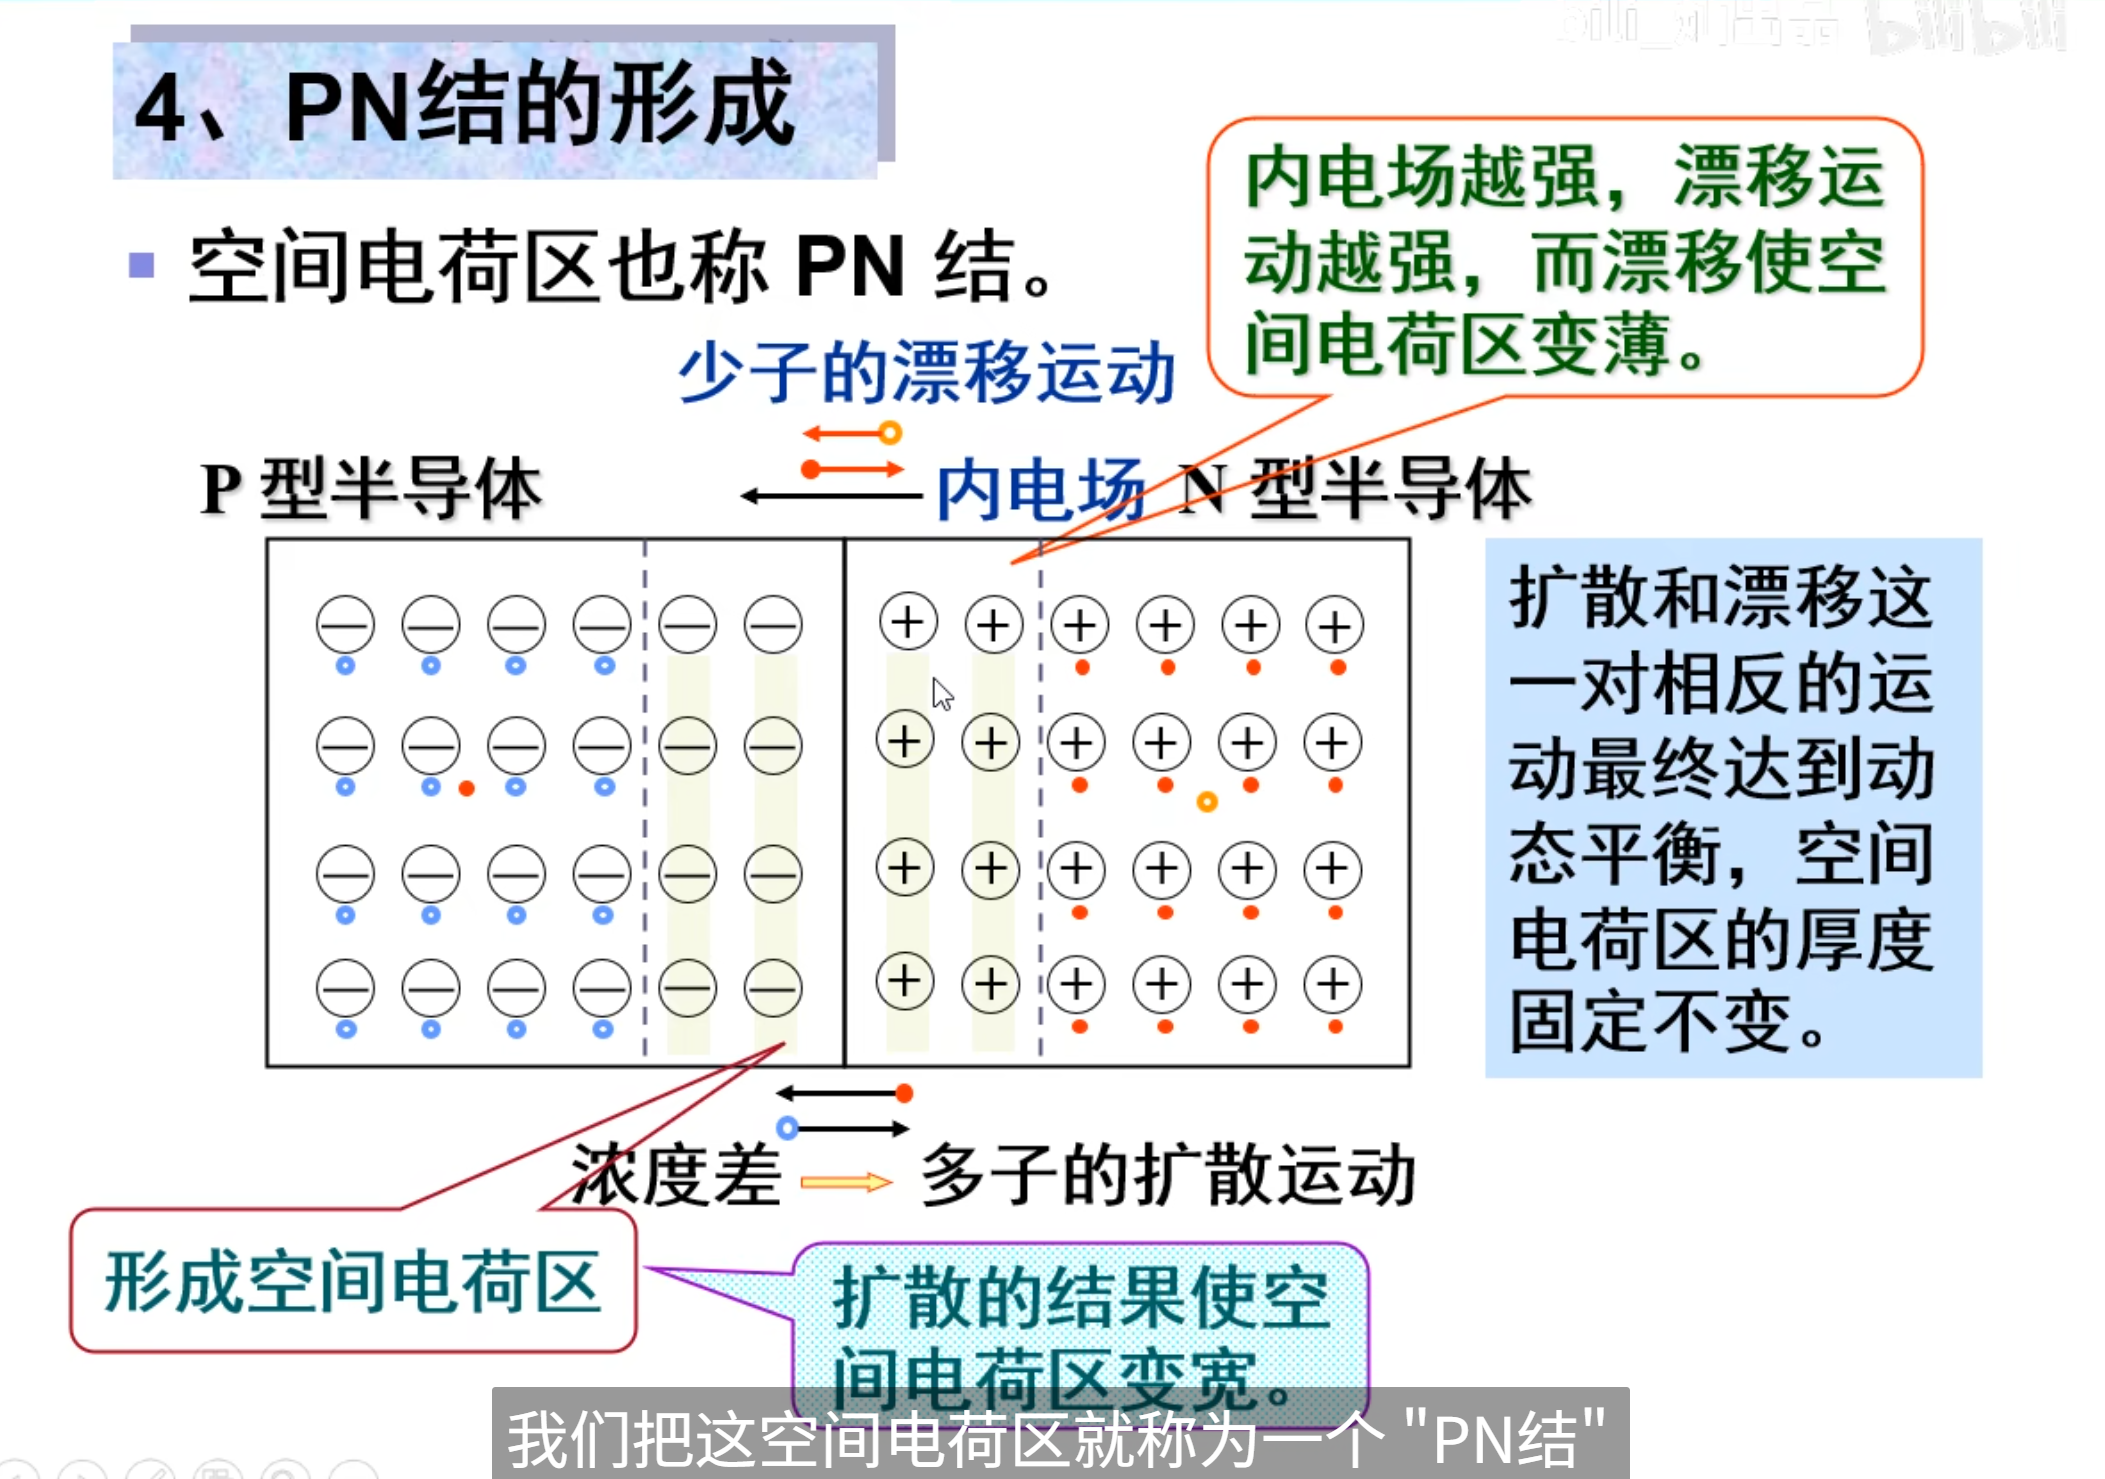 4、PN结的形成
空间电荷区也称 PN 结。
内电场越强，漂移运
动越强，而漂移使空
间电荷区变薄。
少子的漂移运动
P 型半导体
内电场
N 型半导体
扩散和漂移这
一对相反的运
动最终达到动
态平衡，空间
电荷区的厚度
固定不变。
浓度差
多子的扩散运动
形成空间电荷区
扩散的结果使空
间电荷区变宽。
我们把这空间电荷区就称为一个 "PN结"
bilibili